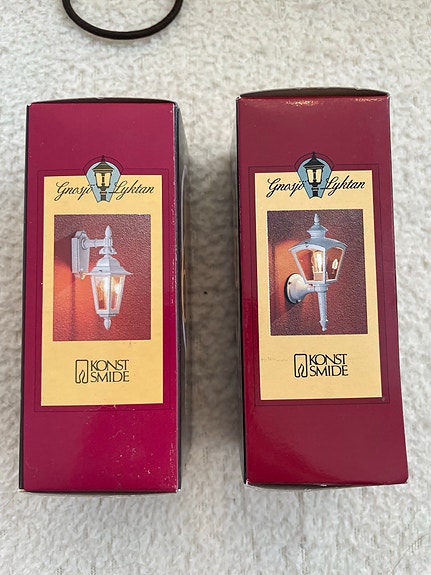 Gnosjö Lyktan
KONST
SMIDE
Gnosjö Lyktan
KONST
SMIDE